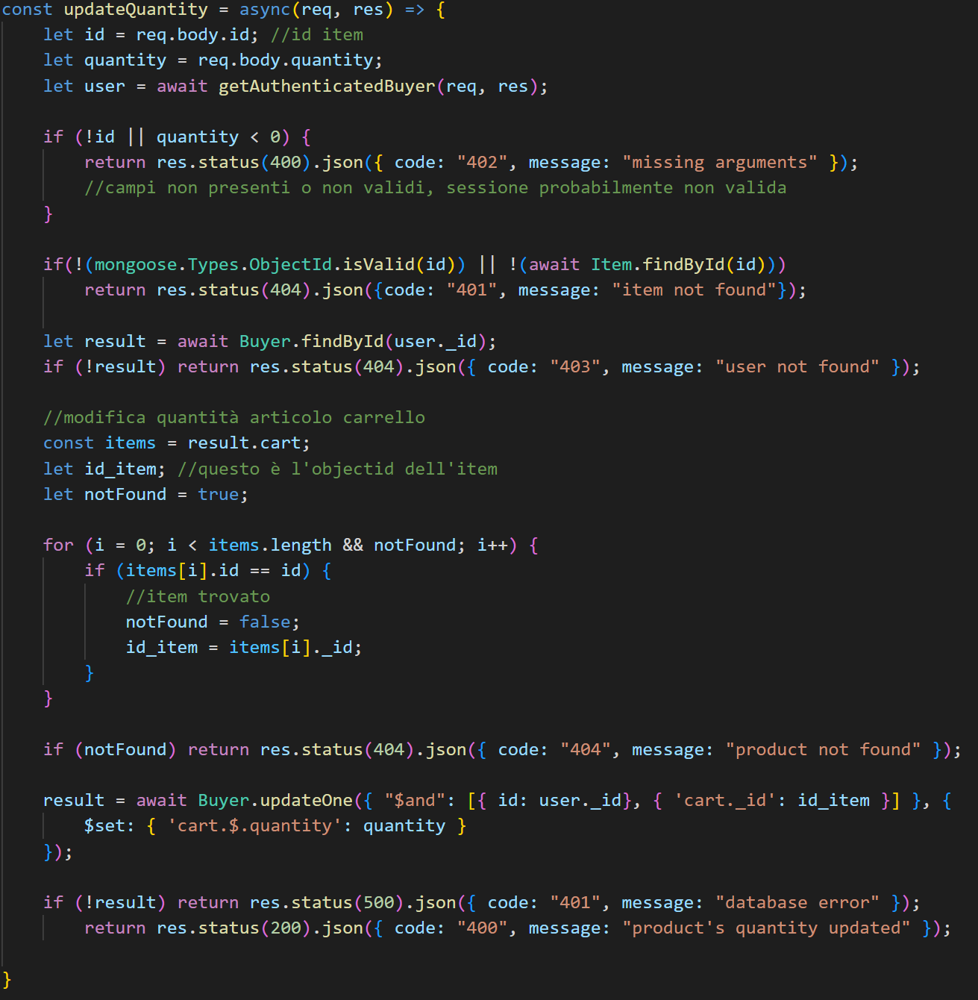 const updateQuantity = async(req, res) => {
    let id = req.body.id; //id item
    let quantity = req.body.quantity;
    let user = await getAuthenticatedBuyer(req, res);

    if (!id || quantity < 0) {
        return res.status(400).json({ code: "402", message: "missing arguments" });
        //campi non presenti o non validi, sessione probabilmente non valida
    }

    if(!(mongoose.Types.ObjectId.isValid(id)) || !(await Item.findById(id)))
        return res.status(404).json({code: "401", message: "item not found"});

    let result = await Buyer.findById(user._id);
    if (!result) return res.status(404).json({ code: "403", message: "user not found" });

    //modifica quantità articolo carrello
    const items = result.cart;
    let id_item; //questo è l'objectid dell'item
    let notFound = true;

    for (i = 0; i < items.length && notFound; i++) {
        if (items[i].id == id) {
            //item trovato
            notFound = false;
            id_item = items[i]._id;
        }
    }

    if (notFound) return res.status(404).json({ code: "404", message: "product not found" });

    result = await Buyer.updateOne({ "$and": [{ id: user._id}, { 'cart._id': id_item }] }, {
        $set: { 'cart.$.quantity': quantity }
    });

    if (!result) return res.status(500).json({ code: "401", message: "database error" });
        return res.status(200).json({ code: "400", message: "product's quantity updated" });

}